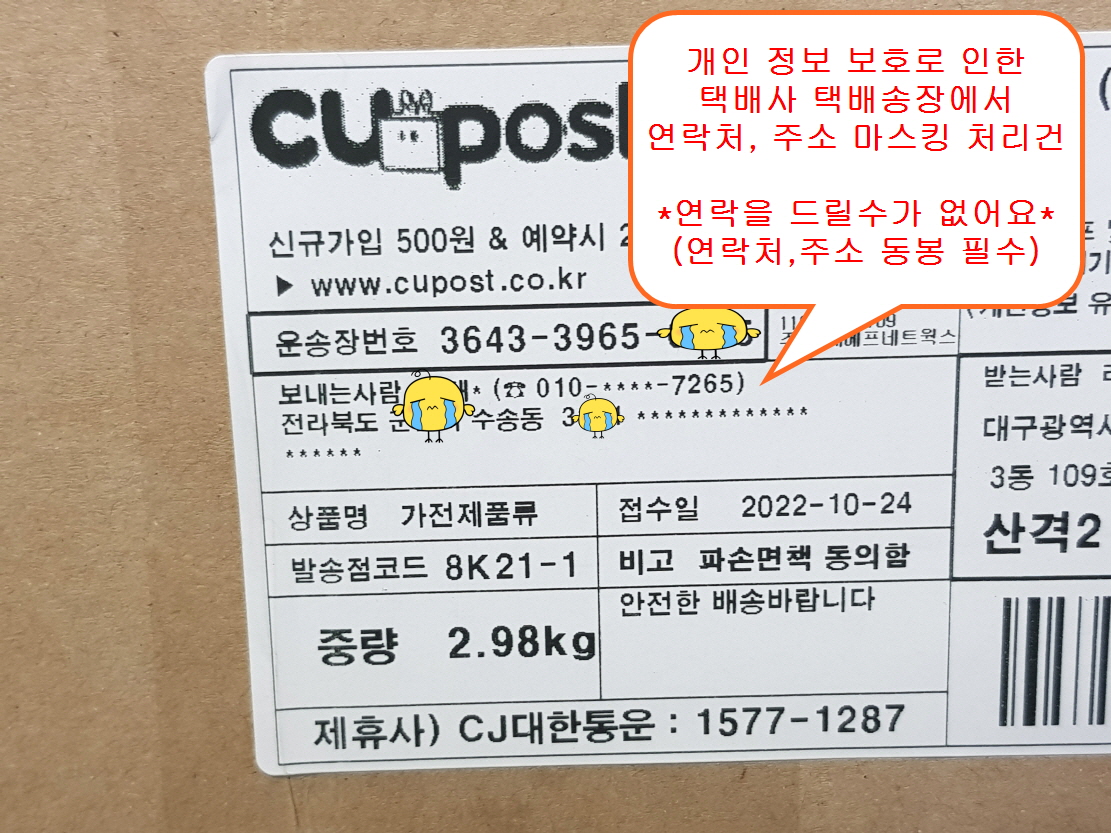 개인 정보 보호로 인한
택배사 택배송장에서
연락처, 주소 마스킹 처리건
*연락을 드릴수가 없어요*
(연락처,주소 동봉 필수)
CU post
신규가입 500원 & 예약시 2
▶ www.cupost.co.kr
운송장번호 3643-3965-
보내는사람 * (☎ 010-****-7265)
전라북도 수송동 3 *************
******
받는사람
대구광역시
3동 109호
산격2
상품명 가전제품류
접수일 2022-10-24
발송점코드 8K21-1
비고 파손면책 동의함
안전한 배송바랍니다
중량 2.98kg
제휴사) CJ대한통운 : 1577-1287